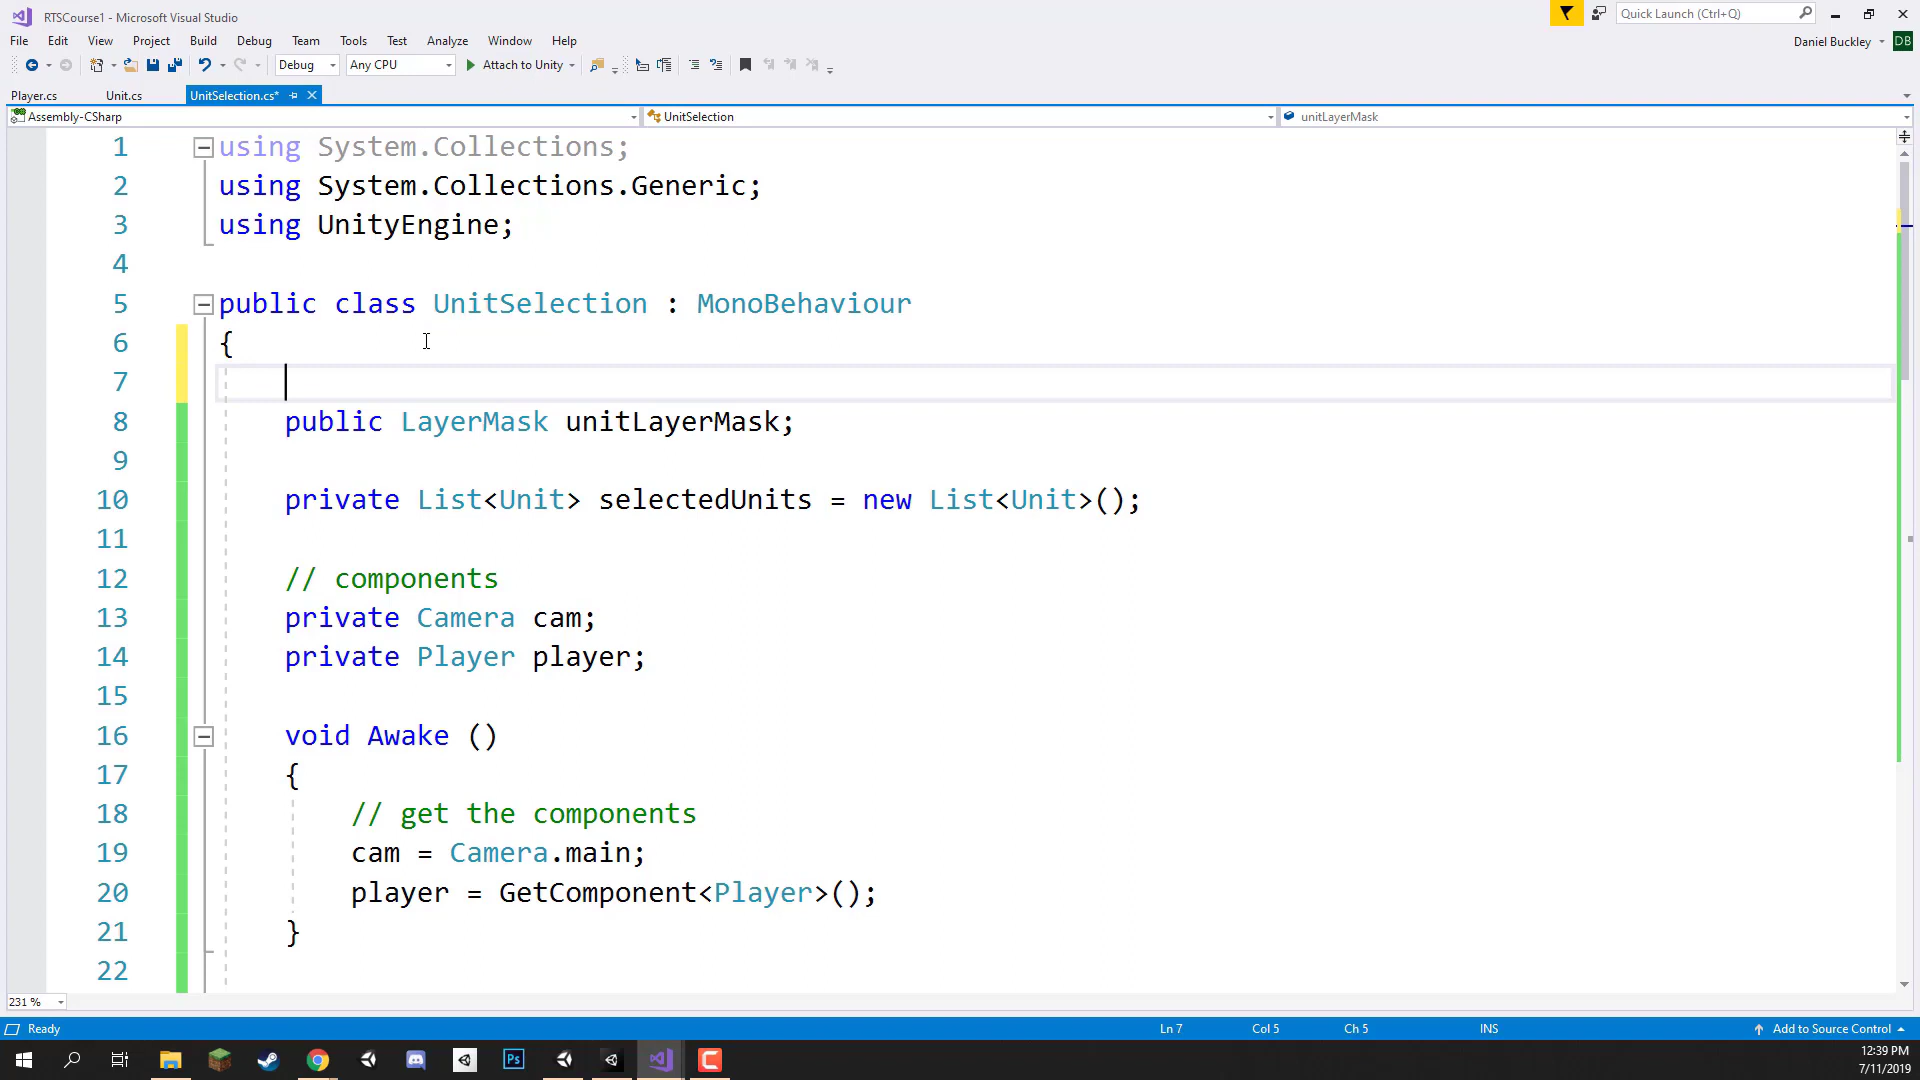 RTSCourse1 - Microsoft Visual Studio
Quick Launch (Ctrl+Q)
File Edit View Project Build Debug Team Tools Test Analyze Window Help
Daniel Buckley DB
Debug Any CPU Attach to Unity
Player.cs Unit.cs UnitSelection.cs*
Assembly-CSharp UnitSelection unitLayerMask
1 using System.Collections;
2 using System.Collections.Generic;
3 using UnityEngine;
4
5 public class UnitSelection : MonoBehaviour
6 {
7
8 public LayerMask unitLayerMask;
9
10 private List<Unit> selectedUnits = new List<Unit>();
11
12 // components
13 private Camera cam;
14 private Player player;
15
16 void Awake ()
17 {
18 // get the components
19 cam = Camera.main;
20 player = GetComponent<Player>();
21 }
22
231 %
Ready Ln 7 Col 5 Ch 5 INS Add to Source Control
Ps
12:39 PM
7/11/2019